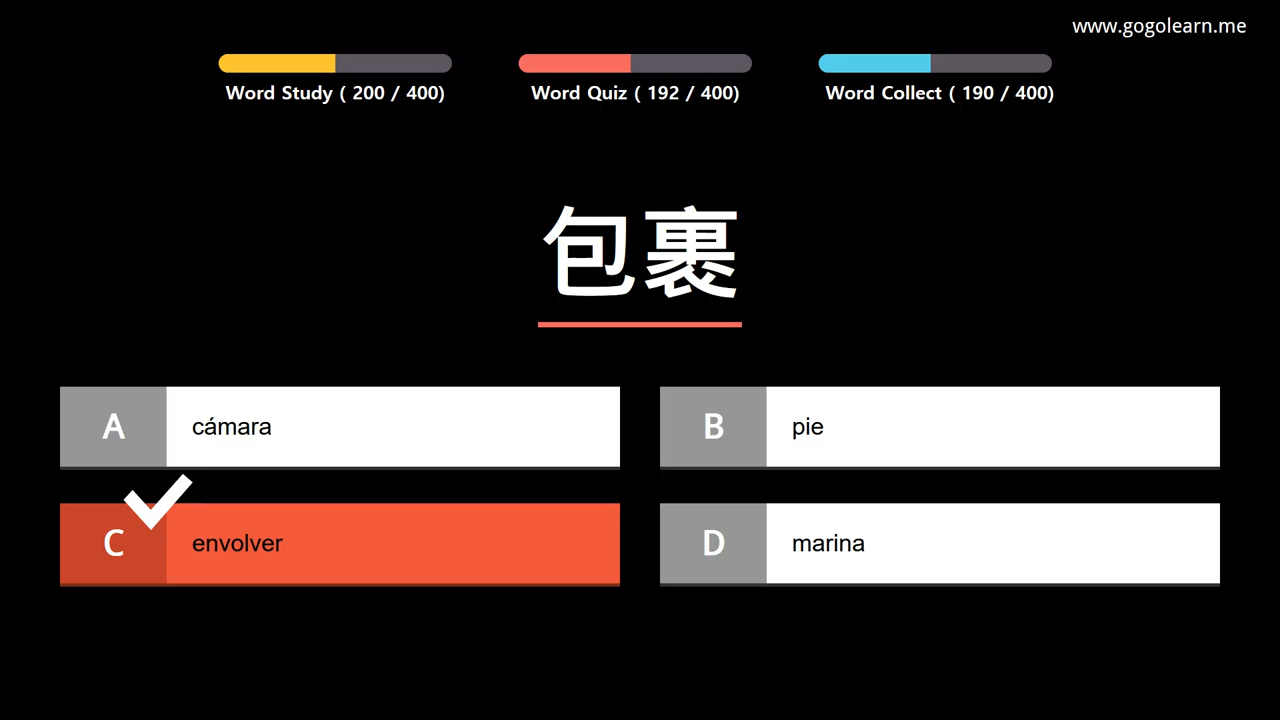 www.gogolearn.me
Word Study ( 200 / 400)
Word Quiz ( 192 / 400)
Word Collect ( 190 / 400)
包裹
A cámara
B pie
C envolver
D marina